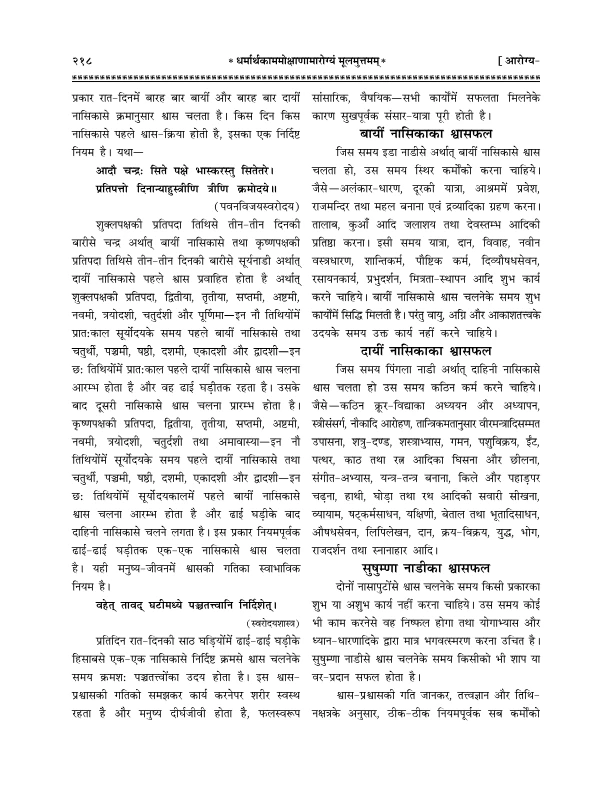 २१८
* धर्मार्थकाममोक्षाणामारोग्यं मूलमुत्तमम् *
[ आरोग्य-
प्रकार रात-दिनमें बारह बार बायीं और बारह बार दायीं
नासिकासे क्रमानुसार श्वास चलता है। किस दिन किस
नासिकासे पहले श्वास-क्रिया होती है, इसका एक निर्दिष्ट
नियम है। यथा—
आदौ चन्द्रः सिते पक्षे भास्करस्तु सितेतरे।
प्रतिपत्तो दिनान्याहुस्त्रीणि त्रीणि क्रमोदये॥
(पवनविजयस्वरोदय)
शुक्लपक्षकी प्रतिपदा तिथिसे तीन-तीन दिनकी
बारीसे चन्द्र अर्थात् बायीं नासिकासे तथा कृष्णपक्षकी
प्रतिपदा तिथिसे तीन-तीन दिनकी बारीसे सूर्यनाडी अर्थात्
दायीं नासिकासे पहले श्वास प्रवाहित होता है अर्थात्
शुक्लपक्षकी प्रतिपदा, द्वितीया, तृतीया, सप्तमी, अष्टमी,
नवमी, त्रयोदशी, चतुर्दशी और पूर्णिमा—इन नौ तिथियोंमें
प्रातःकाल सूर्योदयके समय पहले बायीं नासिकासे तथा
चतुर्थी, पञ्चमी, षष्ठी, दशमी, एकादशी और द्वादशी—इन
छः तिथियोंमें प्रातःकाल पहले दायीं नासिकासे श्वास चलना
आरम्भ होता है और वह ढाई घड़ीतक रहता है। उसके
बाद दूसरी नासिकासे श्वास चलना प्रारम्भ होता है।
कृष्णपक्षकी प्रतिपदा, द्वितीया, तृतीया, सप्तमी, अष्टमी,
नवमी, त्रयोदशी, चतुर्दशी तथा अमावास्या—इन नौ
तिथियोंमें सूर्योदयके समय पहले दायीं नासिकासे तथा
चतुर्थी, पञ्चमी, षष्ठी, दशमी, एकादशी और द्वादशी—इन
छः तिथियोंमें सूर्योदयकालमें पहले बायीं नासिकासे
श्वास चलना आरम्भ होता है और ढाई घड़ीके बाद
दाहिनी नासिकासे चलने लगता है। इस प्रकार नियमपूर्वक
ढाई-ढाई घड़ीतक एक-एक नासिकासे श्वास चलता
है। यही मनुष्य-जीवनमें श्वासकी गतिका स्वाभाविक
नियम है।
वहेत् तावद् घटीमध्ये पञ्चतत्त्वानि निर्दिशेत्।
(स्वरोदयशास्त्र)
प्रतिदिन रात-दिनकी साठ घड़ियोंमें ढाई-ढाई घड़ीके
हिसाबसे एक-एक नासिकासे निर्दिष्ट क्रमसे श्वास चलनेके
समय क्रमशः पञ्चतत्त्वोंका उदय होता है। इस श्वास-
प्रश्वासकी गतिको समझकर कार्य करनेपर शरीर स्वस्थ
रहता है और मनुष्य दीर्घजीवी होता है, फलस्वरूप
सांसारिक, वैषयिक—सभी कार्योंमें सफलता मिलनेके
कारण सुखपूर्वक संसार-यात्रा पूरी होती है।
बायीं नासिकाका श्वासफल
जिस समय इडा नाडीसे अर्थात् बायीं नासिकासे श्वास
चलता हो, उस समय स्थिर कर्मोंको करना चाहिये।
जैसे—अलंकार-धारण, दूरकी यात्रा, आश्रममें प्रवेश,
राजमन्दिर तथा महल बनाना एवं द्रव्यादिका ग्रहण करना।
तालाब, कुआँ आदि जलाशय तथा देवस्तम्भ आदिकी
प्रतिष्ठा करना। इसी समय यात्रा, दान, विवाह, नवीन
वस्त्रधारण, शान्तिकर्म, पौष्टिक कर्म, दिव्यौषधसेवन,
रसायनकार्य, प्रभुदर्शन, मित्रता-स्थापन आदि शुभ कार्य
करने चाहिये। बायीं नासिकासे श्वास चलनेके समय शुभ
कार्योंमें सिद्धि मिलती है। परंतु वायु, अग्नि और आकाशतत्त्वके
उदयके समय उक्त कार्य नहीं करने चाहिये।
दायीं नासिकाका श्वासफल
जिस समय पिंगला नाडी अर्थात् दाहिनी नासिकासे
श्वास चलता हो उस समय कठिन कर्म करने चाहिये।
जैसे—कठिन क्रूर-विद्याका अध्ययन और अध्यापन,
स्त्रीसंसर्ग, नौकादि आरोहण, तान्त्रिकमतानुसार वीरमन्त्रादिसम्मत
उपासना, शत्रु-दण्ड, शस्त्राभ्यास, गमन, पशुविक्रय, ईंट,
पत्थर, काठ तथा रत्न आदिका घिसना और छीलना,
संगीत-अभ्यास, यन्त्र-तन्त्र बनाना, किले और पहाड़पर
चढ़ना, हाथी, घोड़ा तथा रथ आदिकी सवारी सीखना,
व्यायाम, षट्कर्मसाधन, यक्षिणी, बेताल तथा भूतादिसाधन,
औषधसेवन, लिपिलेखन, दान, क्रय-विक्रय, युद्ध, भोग,
राजदर्शन तथा स्नानाहार आदि।
सुषुम्णा नाडीका श्वासफल
दोनों नासापुटोंसे श्वास चलनेके समय किसी प्रकारका
शुभ या अशुभ कार्य नहीं करना चाहिये। उस समय कोई
भी काम करनेसे वह निष्फल होगा तथा योगाभ्यास और
ध्यान-धारणादिके द्वारा मात्र भगवत्स्मरण करना उचित है।
सुषुम्णा नाडीसे श्वास चलनेके समय किसीको भी शाप या
वर-प्रदान सफल होता है।
श्वास-प्रश्वासकी गति जानकर, तत्त्वज्ञान और तिथि-
नक्षत्रके अनुसार, ठीक-ठीक नियमपूर्वक सब कर्मोंको